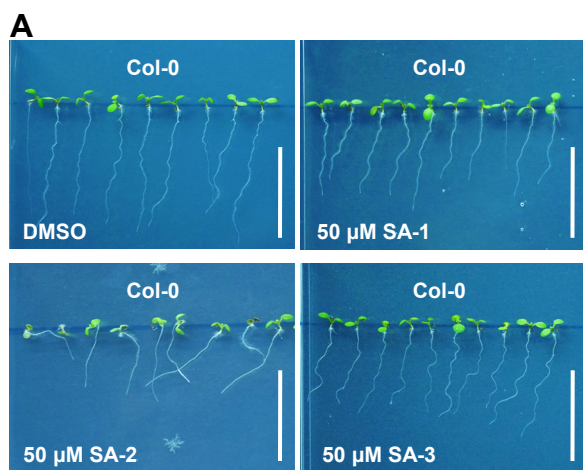 A
Col-0
DMSO
Col-0
50 µM SA-1
Col-0
50 µM SA-2
Col-0
50 µM SA-3